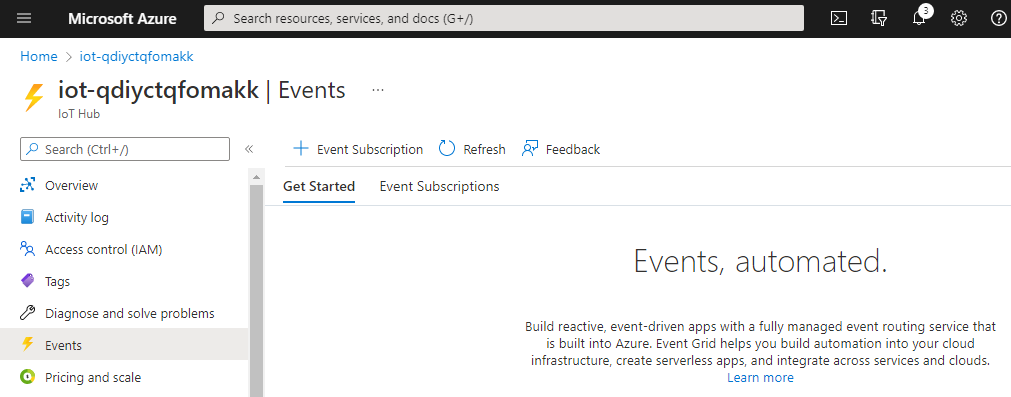 Microsoft Azure
Search resources, services, and docs (G+/)
3
Home > iot-qdiyctqfomakk
iot-qdiyctqfomakk | Events ...
IoT Hub
Search (Ctrl+/)
«
+ Event Subscription
Refresh
Feedback
Overview
Activity log
Access control (IAM)
Tags
Diagnose and solve problems
Events
Pricing and scale
Get Started
Event Subscriptions
Events, automated.
Build reactive, event-driven apps with a fully managed event routing service that
is built into Azure. Event Grid helps you build automation into your cloud
infrastructure, create serverless apps, and integrate across services and clouds.
Learn more